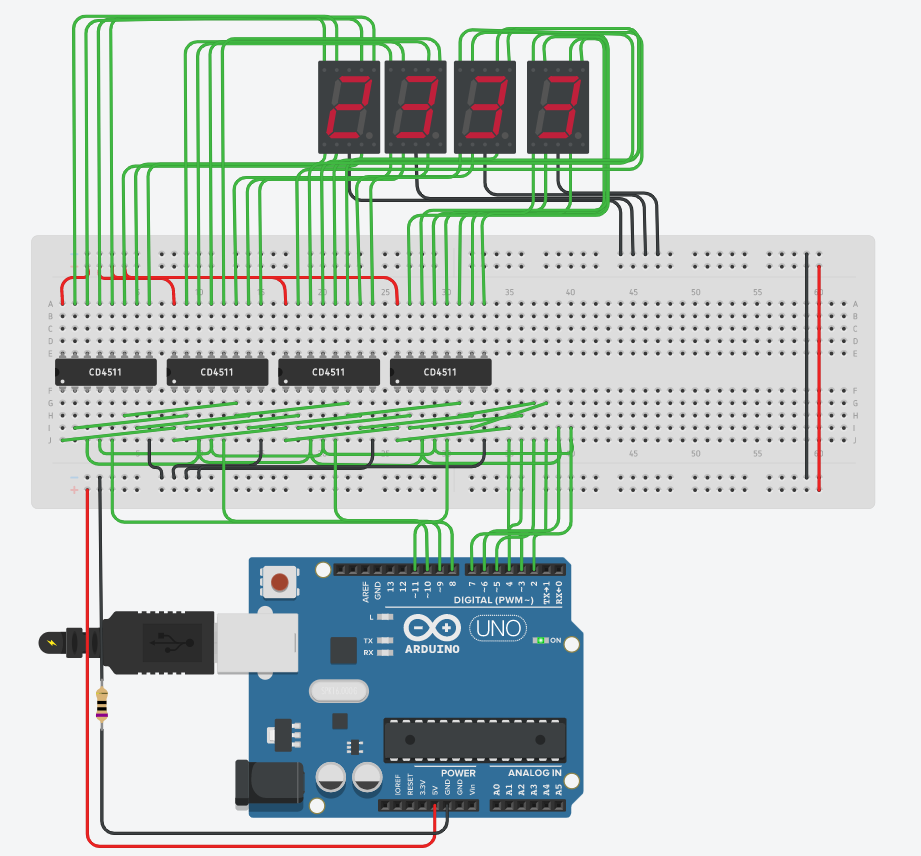 10 15 20 25 30 35 40 45 50 55 60
A A
B B
C C
D D
E E
CD4511 CD4511 CD4511 CD4511
F F
G G
H H
I I
J J
5 25 45 50 55 60
-
+
AREF GND 13 12 ~11 ~10 ~9 8 7 ~6 ~5 4 ~3 2 TX→1 RX←0
DIGITAL (PWM~)
L
TX
RX
UNO
ON
ARDUINO
POWER
ANALOG IN
IOREF RESET 3.3V 5V GND GND Vin A0 A1 A2 A3 A4 A5